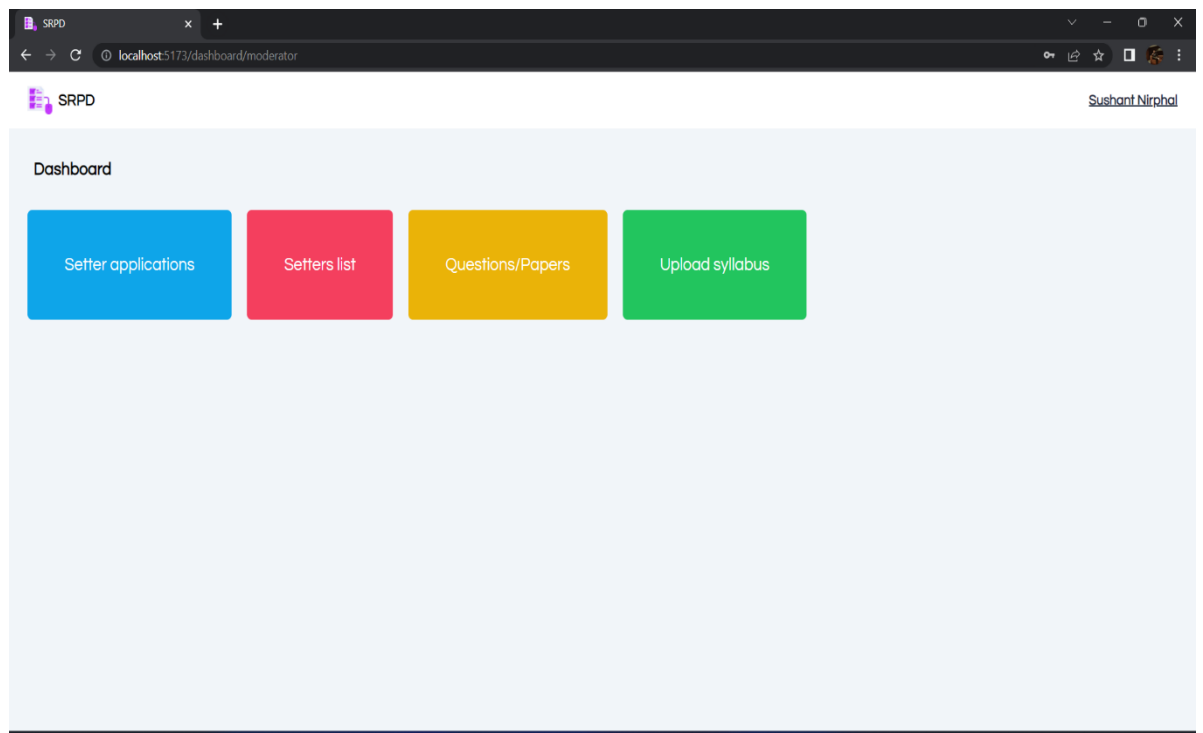 SRPD
localhost:5173/dashboard/moderator
SRPD
Sushant Nirphal
Dashboard
Setter applications
Setters list
Questions/Papers
Upload syllabus